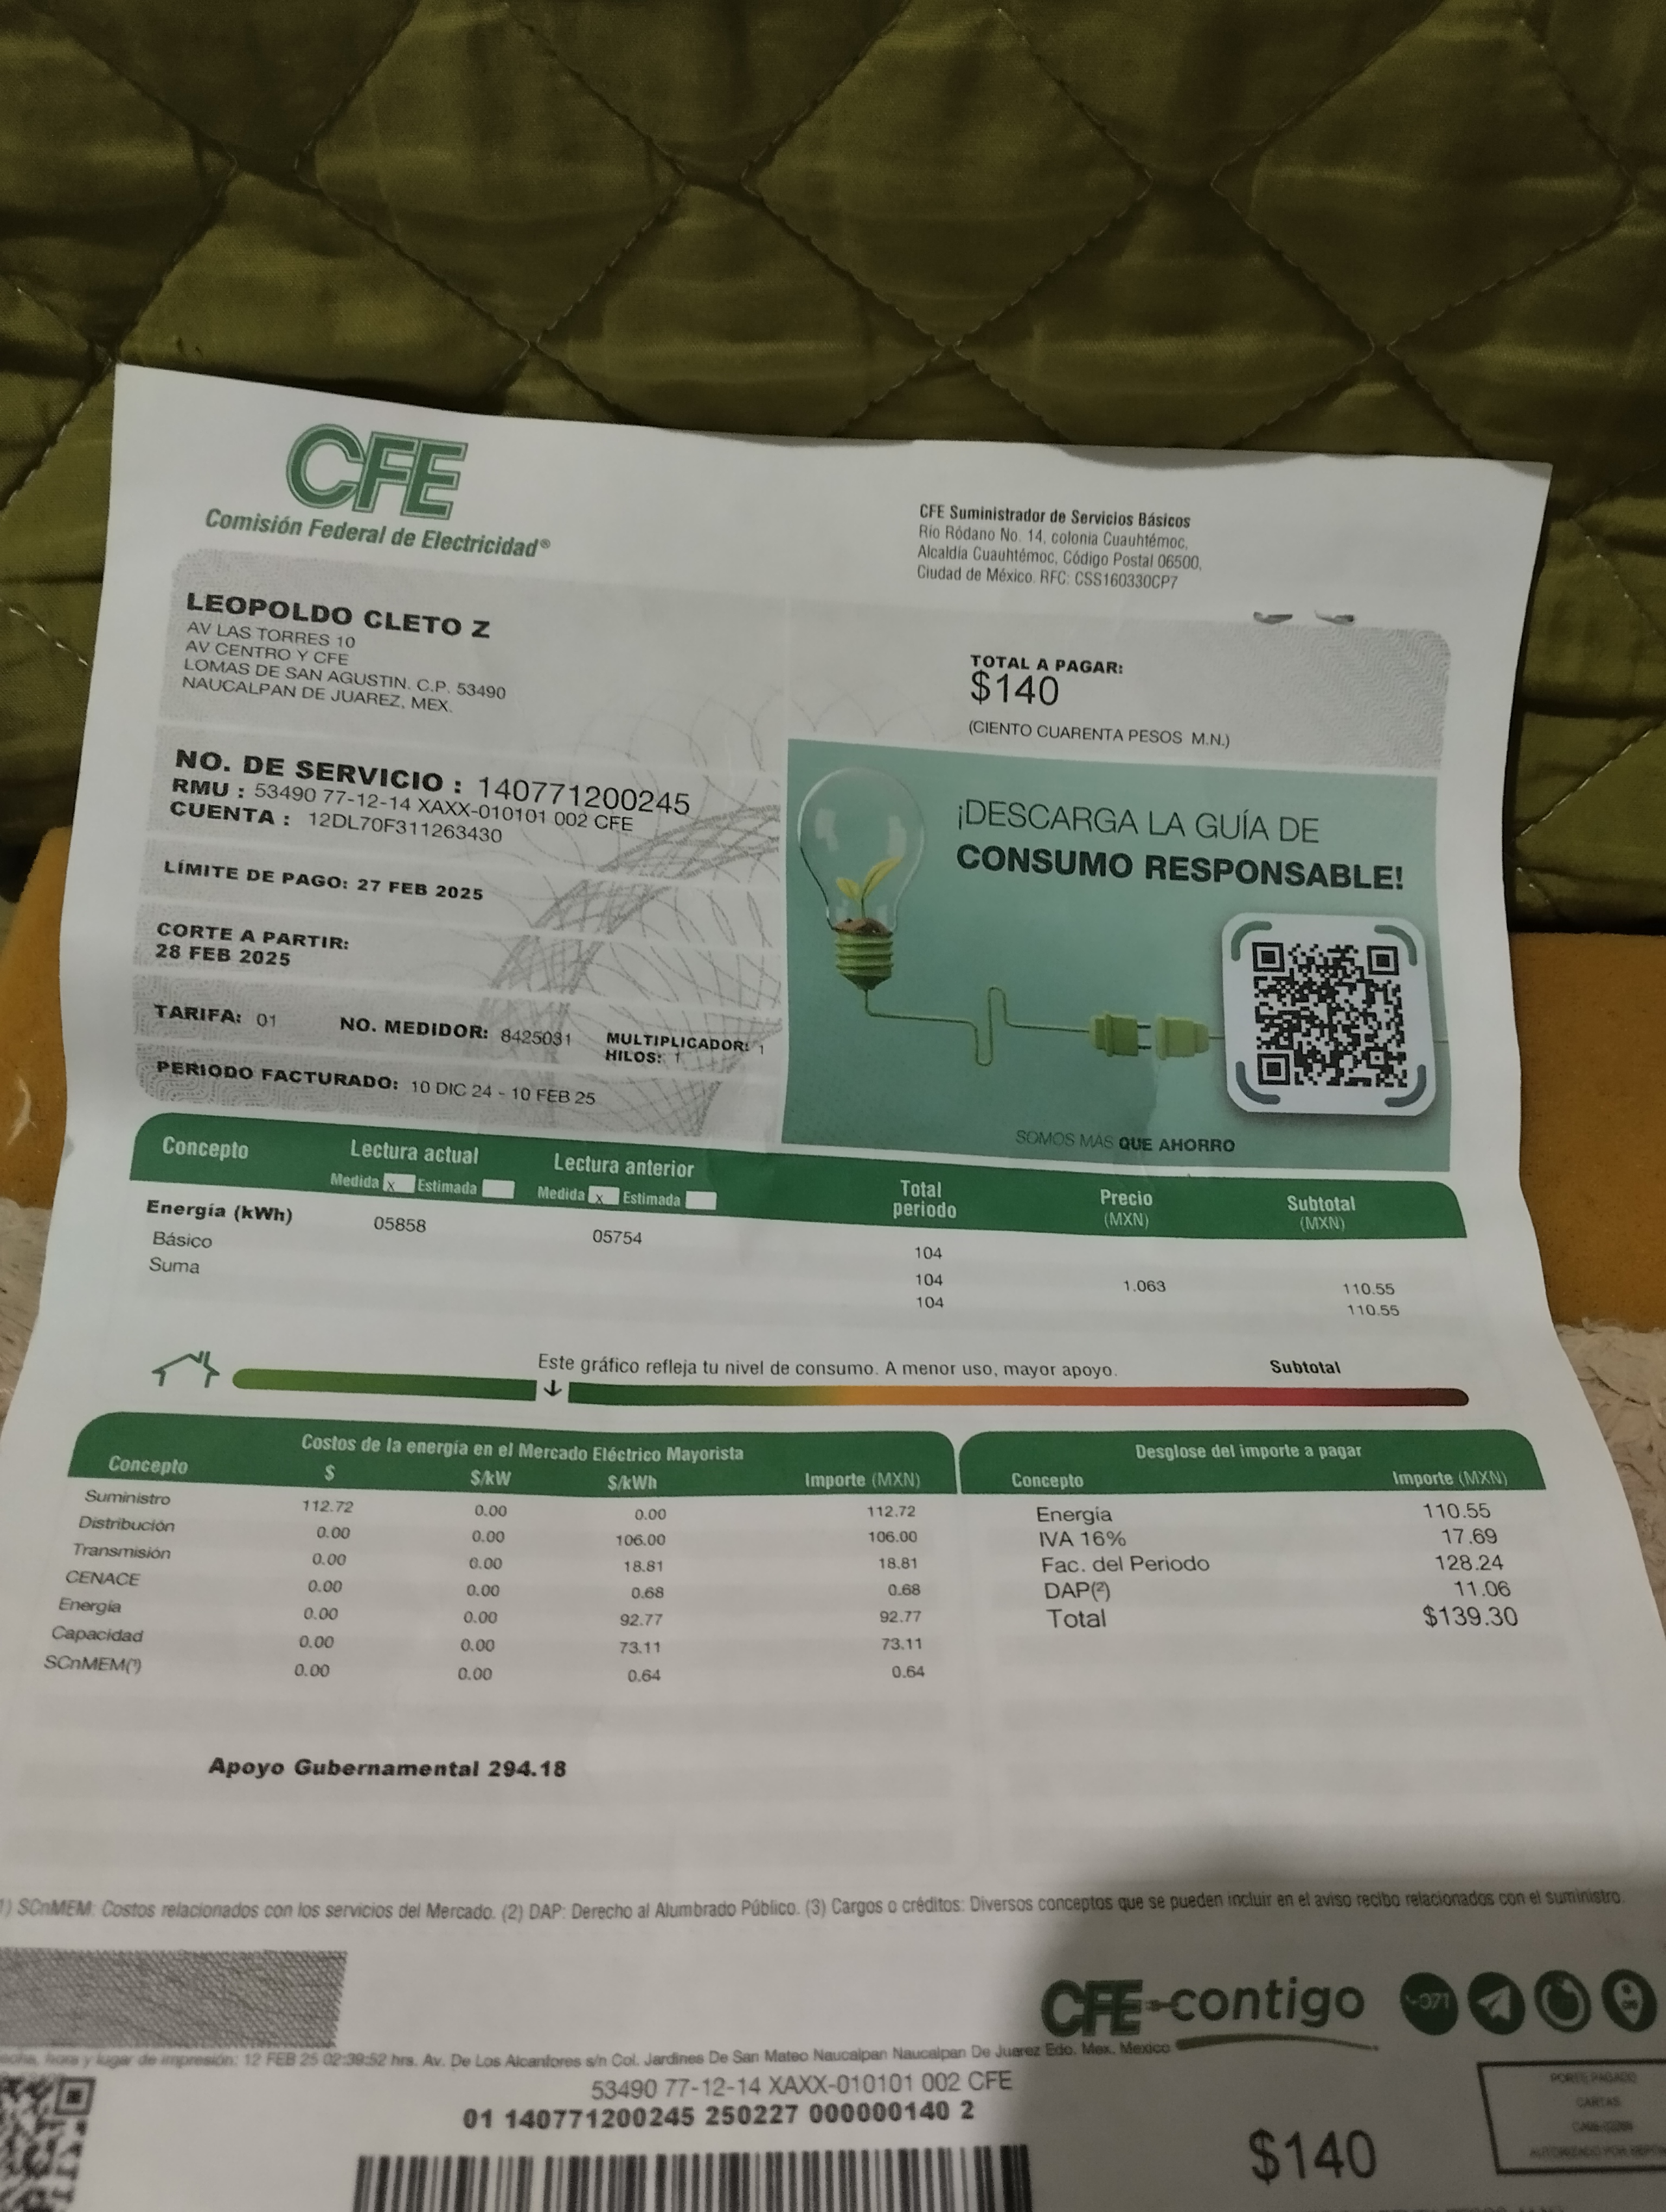 CFE
Comisión Federal de Electricidad®
CFE Suministrador de Servicios Básicos
Río Ródano No. 14, colonia Cuauhtémoc,
Alcaldía Cuauhtémoc, Código Postal 06500,
Ciudad de México. RFC: CSS160330CP7
LEOPOLDO CLETO Z
AV LAS TORRES 10
AV CENTRO Y CFE
LOMAS DE SAN AGUSTIN. C.P. 53490
NAUCALPAN DE JUAREZ, MEX.
TOTAL A PAGAR:
$140
(CIENTO CUARENTA PESOS M.N.)
NO. DE SERVICIO : 140771200245
RMU : 53490 77-12-14 XAXX-010101 002 CFE
CUENTA : 12DL70F311263430
LÍMITE DE PAGO: 27 FEB 2025
CORTE A PARTIR:
28 FEB 2025
TARIFA: 01 NO. MEDIDOR: 8425031 MULTIPLICADOR: 1
HILOS: 1
PERIODO FACTURADO: 10 DIC 24 - 10 FEB 25
¡DESCARGA LA GUÍA DE
CONSUMO RESPONSABLE!
SOMOS MÁS QUE AHORRO
Concepto Lectura actual Lectura anterior Total periodo Precio (MXN) Subtotal (MXN)
Medida x Estimada Medida x Estimada
Energía (kWh) 05858 05754 104
Básico 104 1.063 110.55
Suma 104 110.55
Este gráfico refleja tu nivel de consumo. A menor uso, mayor apoyo. Subtotal
Costos de la energía en el Mercado Eléctrico Mayorista
Concepto $ $/kW $/kWh Importe (MXN)
Suministro 112.72 0.00 0.00 112.72
Distribución 0.00 0.00 106.00 106.00
Transmisión 0.00 0.00 18.81 18.81
CENACE 0.00 0.00 0.68 0.68
Energía 0.00 0.00 92.77 92.77
Capacidad 0.00 0.00 73.11 73.11
SCnMEM(¹) 0.00 0.00 0.64 0.64
Desglose del importe a pagar
Concepto Importe (MXN)
Energía 110.55
IVA 16% 17.69
Fac. del Periodo 128.24
DAP(²) 11.06
Total $139.30
Apoyo Gubernamental 294.18
1) SCnMEM: Costos relacionados con los servicios del Mercado. (2) DAP: Derecho al Alumbrado Público. (3) Cargos o créditos: Diversos conceptos que se pueden incluir en el aviso recibo relacionados con el suministro.
CFE contigo
071
hora y lugar de impresión: 12 FEB 25 02:39:52 hrs. Av. De Los Alcanfores s/n Col. Jardines De San Mateo Naucalpan Naucalpan De Juarez Edo. Mex. Mexico
53490 77-12-14 XAXX-010101 002 CFE
01 140771200245 250227 000000140 2
$140
PORTE PAGADO
CARTAS
AUTORIZADO POR